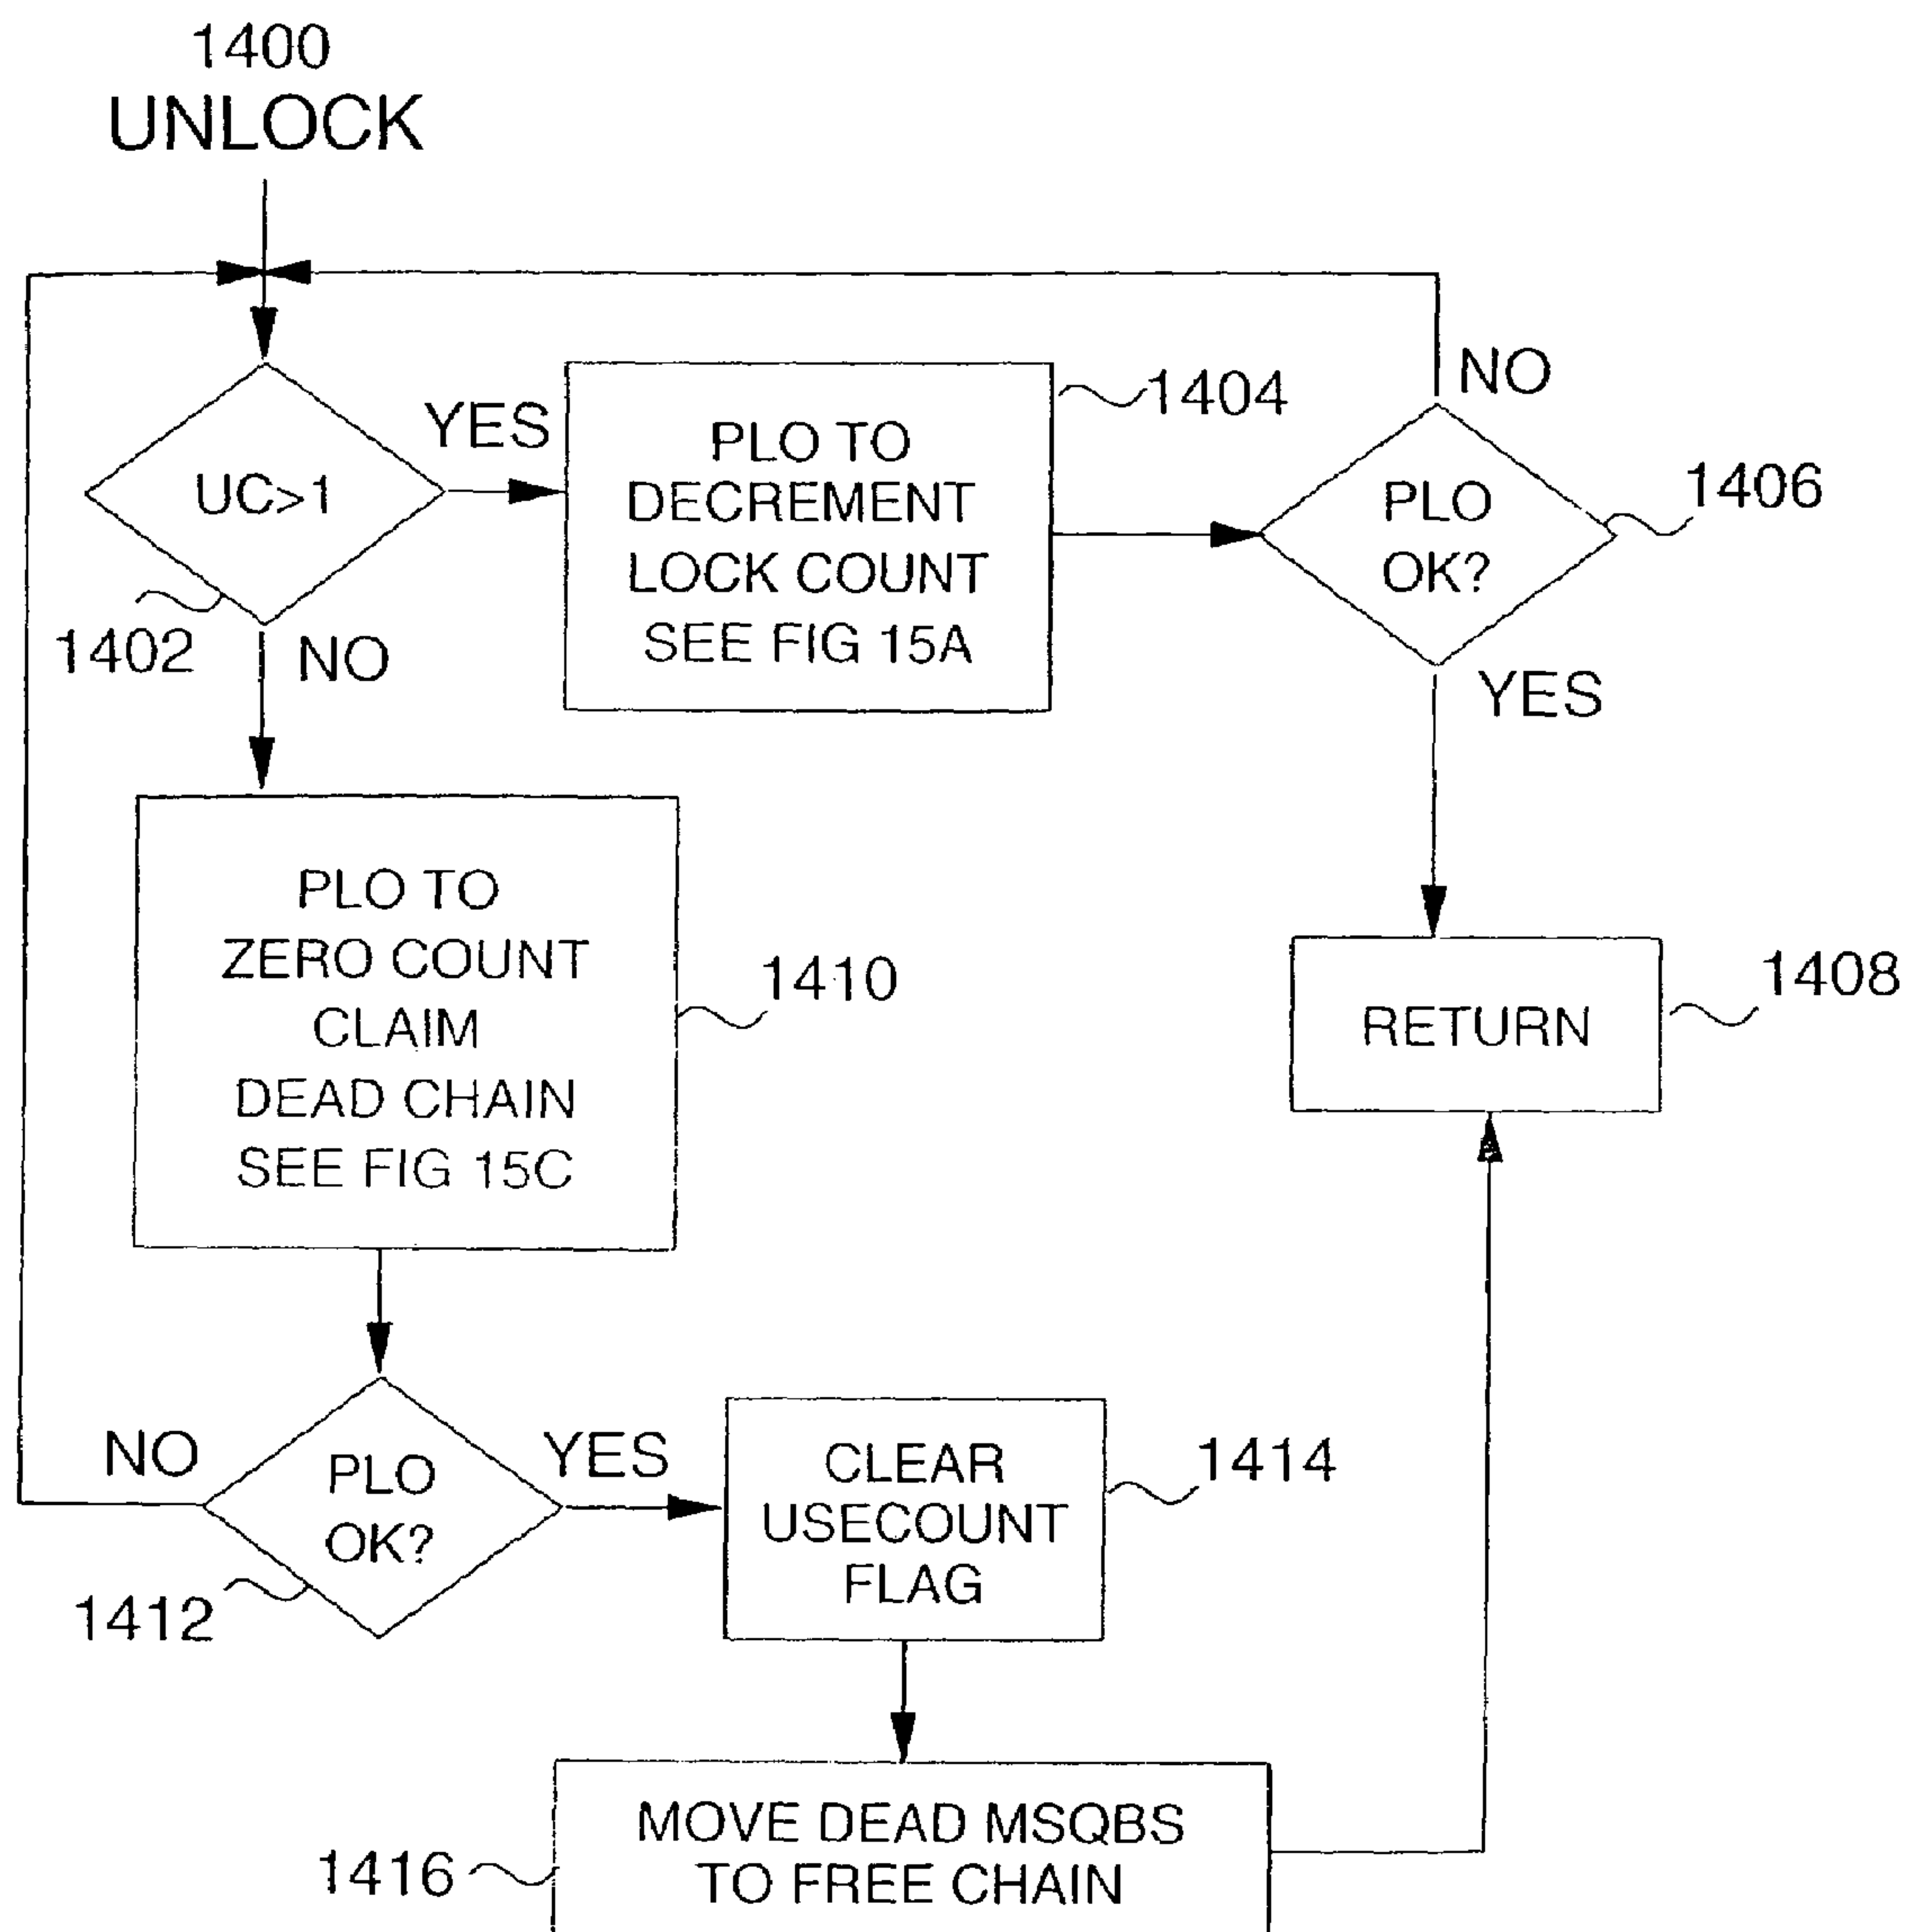 1400
UNLOCK
UC>1
1402
YES
NO
PLO TO
DECREMENT
LOCK COUNT
SEE FIG 15A
1404
PLO
OK?
1406
NO
YES
RETURN
1408
PLO TO
ZERO COUNT
CLAIM
DEAD CHAIN
SEE FIG 15C
1410
PLO
OK?
1412
NO
YES
CLEAR
USECOUNT
FLAG
1414
MOVE DEAD MSQBS
TO FREE CHAIN
1416